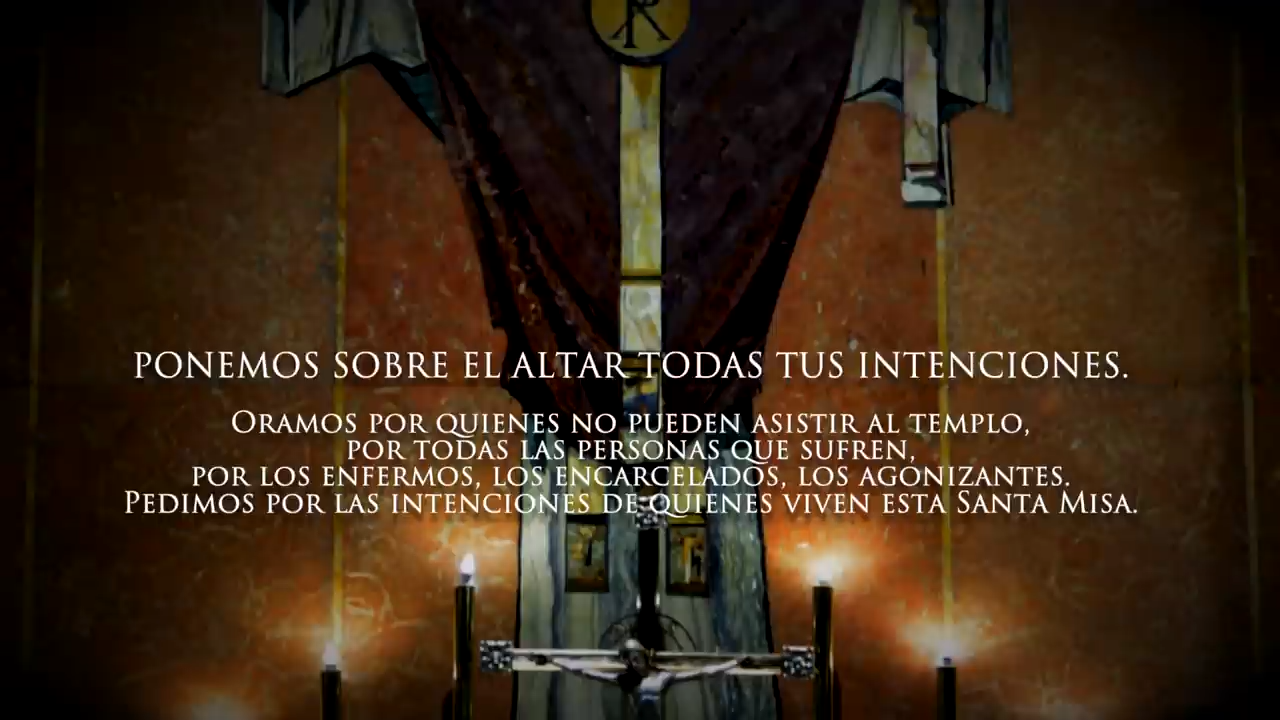 PONEMOS SOBRE EL ALTAR TODAS TUS INTENCIONES.
Oramos por quienes no pueden asistir al templo,
por todas las personas que sufren,
por los enfermos, los encarcelados, los agonizantes.
Pedimos por las intenciones de quienes viven esta Santa Misa.